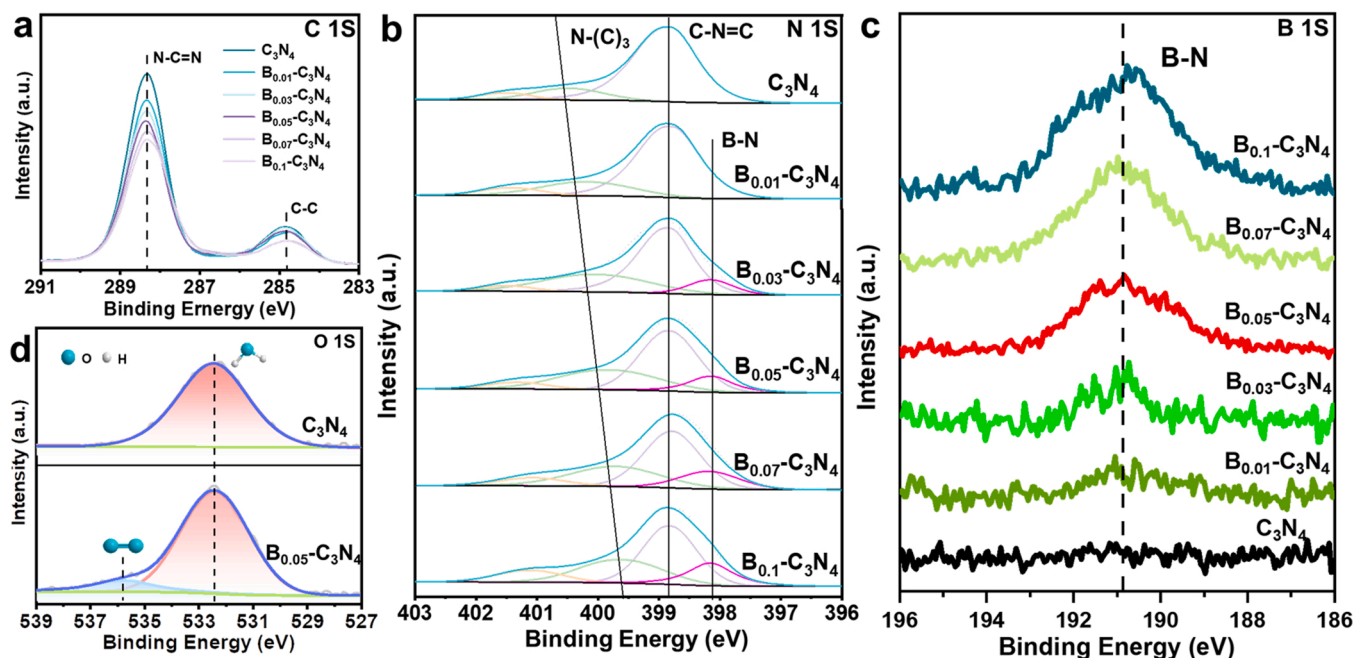 a
C 1S
N-C=N
C₃N₄
B₀.₀₁-C₃N₄
B₀.₀₃-C₃N₄
B₀.₀₅-C₃N₄
B₀.₀₇-C₃N₄
B₀.₁-C₃N₄
C-C
Intensity (a.u.)
291 289 287 285 283
Binding Ernergy (eV)
d
O 1S
O H
C₃N₄
B₀.₀₅-C₃N₄
Intensity (a.u.)
539 537 535 533 531 529 527
Binding Energy (eV)
b
N 1S
N-(C)₃
C-N=C
C₃N₄
B-N
B₀.₀₁-C₃N₄
B₀.₀₃-C₃N₄
B₀.₀₅-C₃N₄
B₀.₀₇-C₃N₄
B₀.₁-C₃N₄
Intensity (a.u.)
403 402 401 400 399 398 397 396
Binding Energy (eV)
c
B 1S
B-N
B₀.₁-C₃N₄
B₀.₀₇-C₃N₄
B₀.₀₅-C₃N₄
B₀.₀₃-C₃N₄
B₀.₀₁-C₃N₄
C₃N₄
Intensity (a.u.)
196 194 192 190 188 186
Binding Energy (eV)